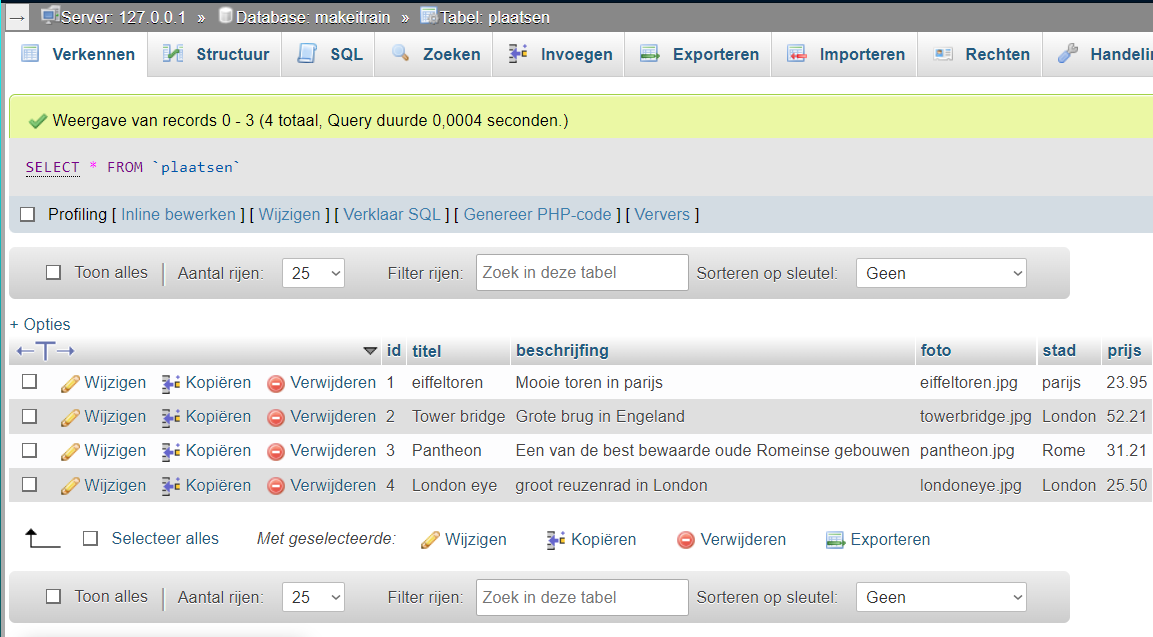 Server: 127.0.0.1 » Database: makeitrain » Tabel: plaatsen
Verkennen Structuur SQL Zoeken Invoegen Exporteren Importeren Rechten Handelin
Weergave van records 0 - 3 (4 totaal, Query duurde 0,0004 seconden.)
SELECT * FROM `plaatsen`
Profiling [ Inline bewerken ] [ Wijzigen ] [ Verklaar SQL ] [ Genereer PHP-code ] [ Ververs ]
Toon alles | Aantal rijen: 25 Filter rijen: Zoek in deze tabel Sorteren op sleutel: Geen
+ Opties
←T→ id titel beschrijfing foto stad prijs
Wijzigen Kopiëren Verwijderen 1 eiffeltoren Mooie toren in parijs eiffeltoren.jpg parijs 23.95
Wijzigen Kopiëren Verwijderen 2 Tower bridge Grote brug in Engeland towerbridge.jpg London 52.21
Wijzigen Kopiëren Verwijderen 3 Pantheon Een van de best bewaarde oude Romeinse gebouwen pantheon.jpg Rome 31.21
Wijzigen Kopiëren Verwijderen 4 London eye groot reuzenrad in London londoneye.jpg London 25.50
Selecteer alles Met geselecteerde: Wijzigen Kopiëren Verwijderen Exporteren
Toon alles | Aantal rijen: 25 Filter rijen: Zoek in deze tabel Sorteren op sleutel: Geen